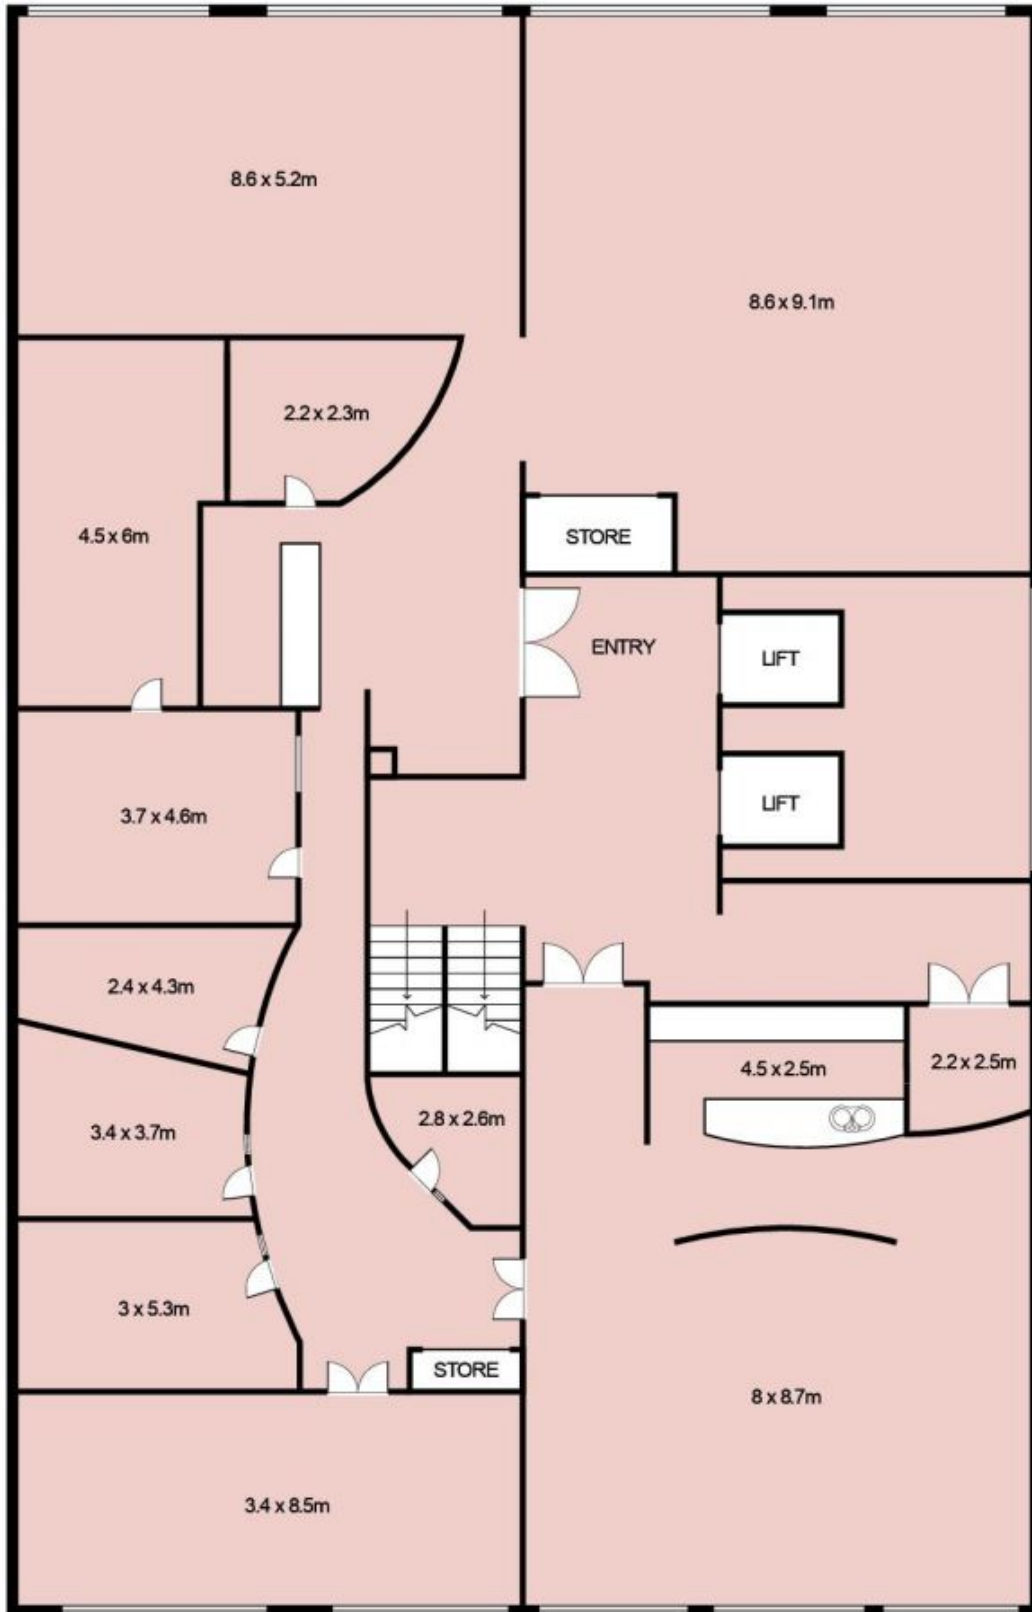 8.6 x 5.2m
8.6 x 9.1m
2.2 x 2.3m
4.5 x 6m
STORE
ENTRY
LIFT
LIFT
3.7 x 4.6m
2.4 x 4.3m
4.5 x 2.5m
2.2 x 2.5m
2.8 x 2.6m
3.4 x 3.7m
3 x 5.3m
STORE
8 x 8.7m
3.4 x 8.5m